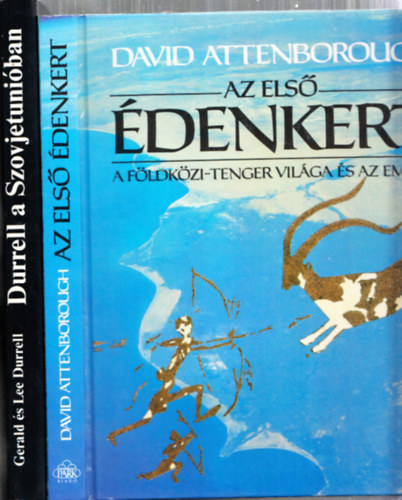 Gerald és Lee Durrell Durrell a Szovjetunióban
DAVID ATTENBOROUGH AZ ELSŐ ÉDENKERT
PARK
KIADÓ
DAVID ATTENBOROUGH
AZ ELSŐ
ÉDENKERT
A FÖLDKÖZI-TENGER VILÁGA ÉS AZ EM